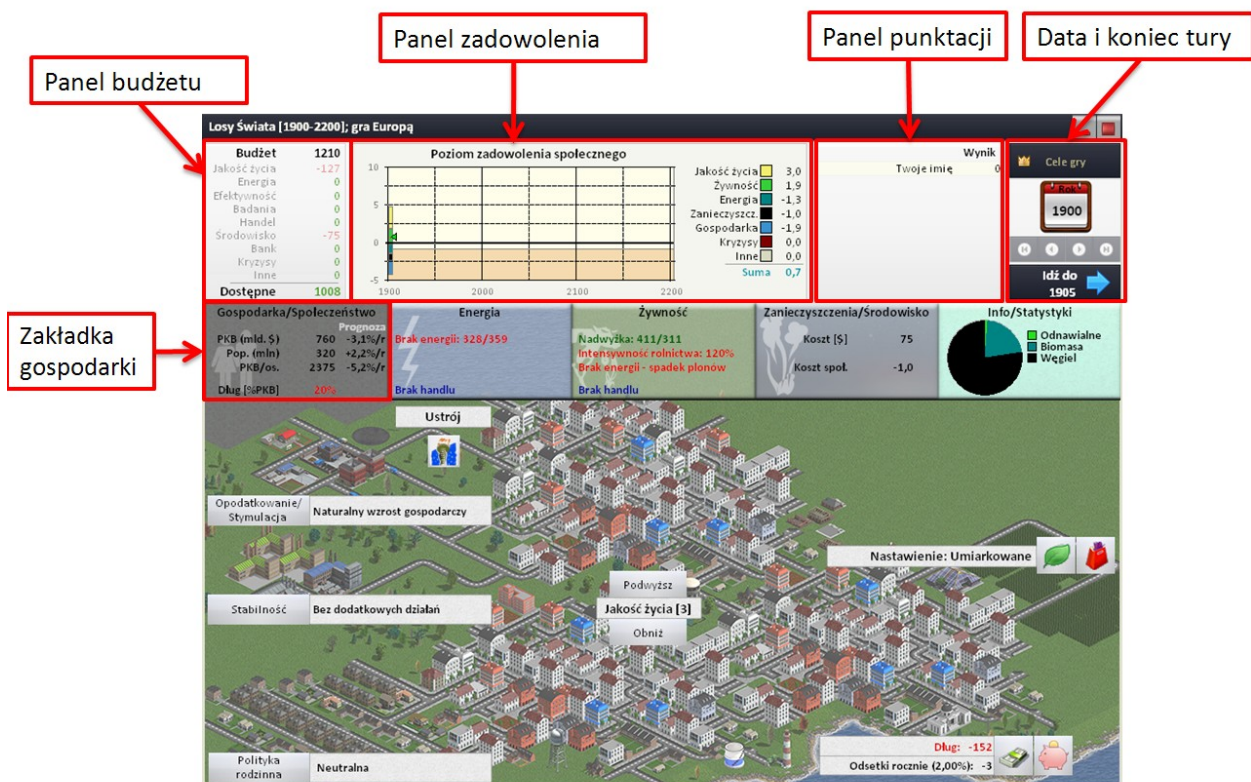 Panel zadowolenia
Panel punktacji
Data i koniec tury
Panel budżetu
Losy Świata [1900-2200]; gra Europą
Budżet 1210
Jakość życia -127
Energia 0
Efektywność 0
Badania 0
Handel 0
Środowisko -75
Bank 0
Kryzysy 0
Inne 0
Dostępne 1008
Poziom zadowolenia społecznego
10
5
0
-5
1900 2000 2100 2200
Jakość życia 3,0
Żywność 1,9
Energia -1,3
Zanieczyszcz. -1,0
Gospodarka -1,9
Kryzysy 0,0
Inne 0,0
Suma 0,7
Wynik
Twoje imię 0
Cele gry
Rok
1900
Idź do
1905
Zakładka
gospodarki
Gospodarka/Społeczeństwo
Prognoza
PKB (mld. $) 760 -3,1%/r
Pop. (mln) 320 +2,2%/r
PKB/os. 2375 -5,2%/r
Dług [%PKB] 20%
Energia
Brak energii: 328/359
Brak handlu
Żywność
Nadwyżka: 411/311
Intensywność rolnictwa: 120%
Brak energii - spadek plonów
Brak handlu
Zanieczyszczenia/Środowisko
Koszt [$] 75
Koszt społ. -1,0
Info/Statystyki
Odnawialne
Biomasa
Węgiel
Ustrój
Opodatkowanie/
Stymulacja
Naturalny wzrost gospodarczy
Nastawienie: Umiarkowane
Podwyższ
Stabilność
Bez dodatkowych działań
Jakość życia [3]
Obniż
Polityka
rodzinna
Neutralna
Dług: -152
Odsetki rocznie (2,00%): -3